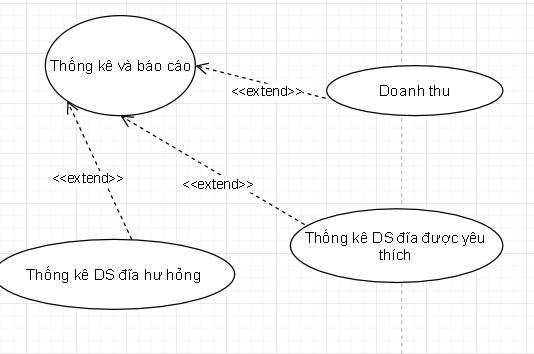 Thống kê và báo cáo
Doanh thu
<<extend>>
<<extend>>
<<extend>>
Thống kê DS đĩa được yêu
thích
Thống kê DS đĩa hư hỏng